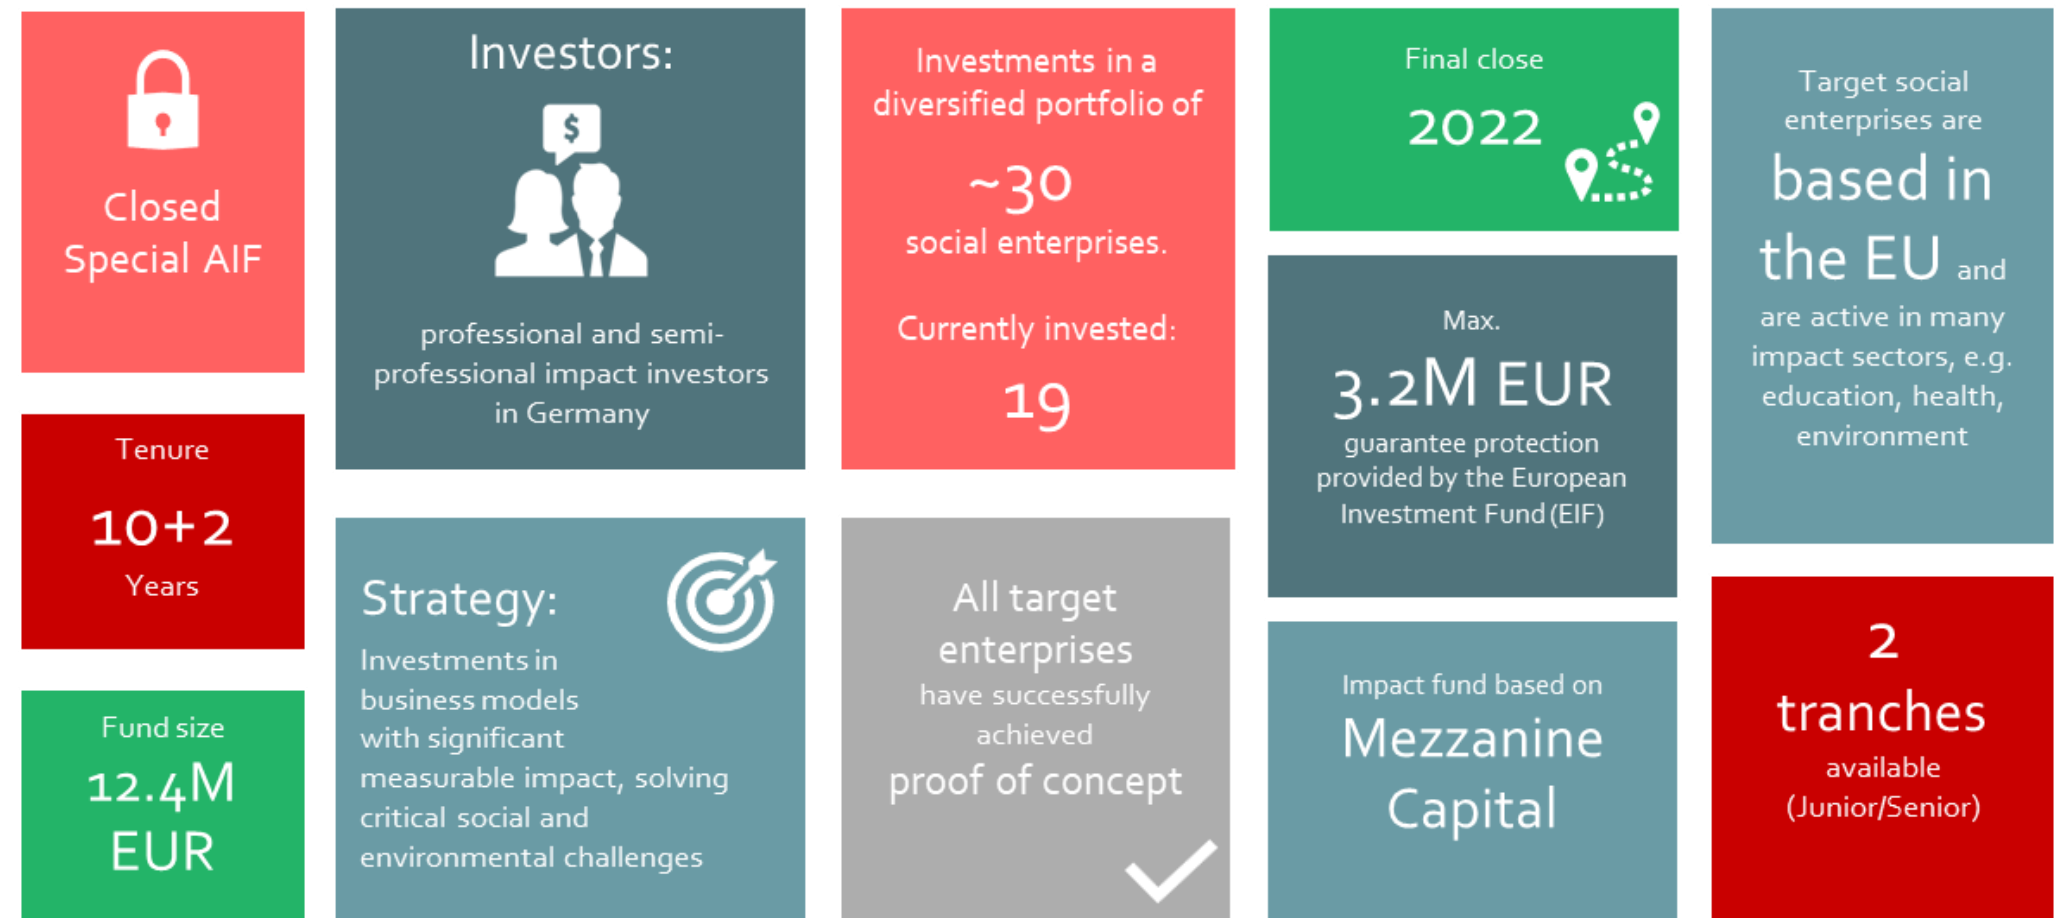 Closed
Special AIF
Tenure
10+2
Years
Fund size
12.4M
EUR
Investors:
$
professional and semi-
professional impact investors
in Germany
Strategy:
Investments in
business models
with significant
measurable impact, solving
critical social and
environmental challenges
Investments in a
diversified portfolio of
~30
social enterprises.
Currently invested:
19
All target
enterprises
have successfully
achieved
proof of concept
Final close
2022
Max.
3.2M EUR
guarantee protection
provided by the European
Investment Fund (EIF)
Impact fund based on
Mezzanine
Capital
Target social
enterprises are
based in
the EU and
are active in many
impact sectors, e.g.
education, health,
environment
2
tranches
available
(Junior/Senior)